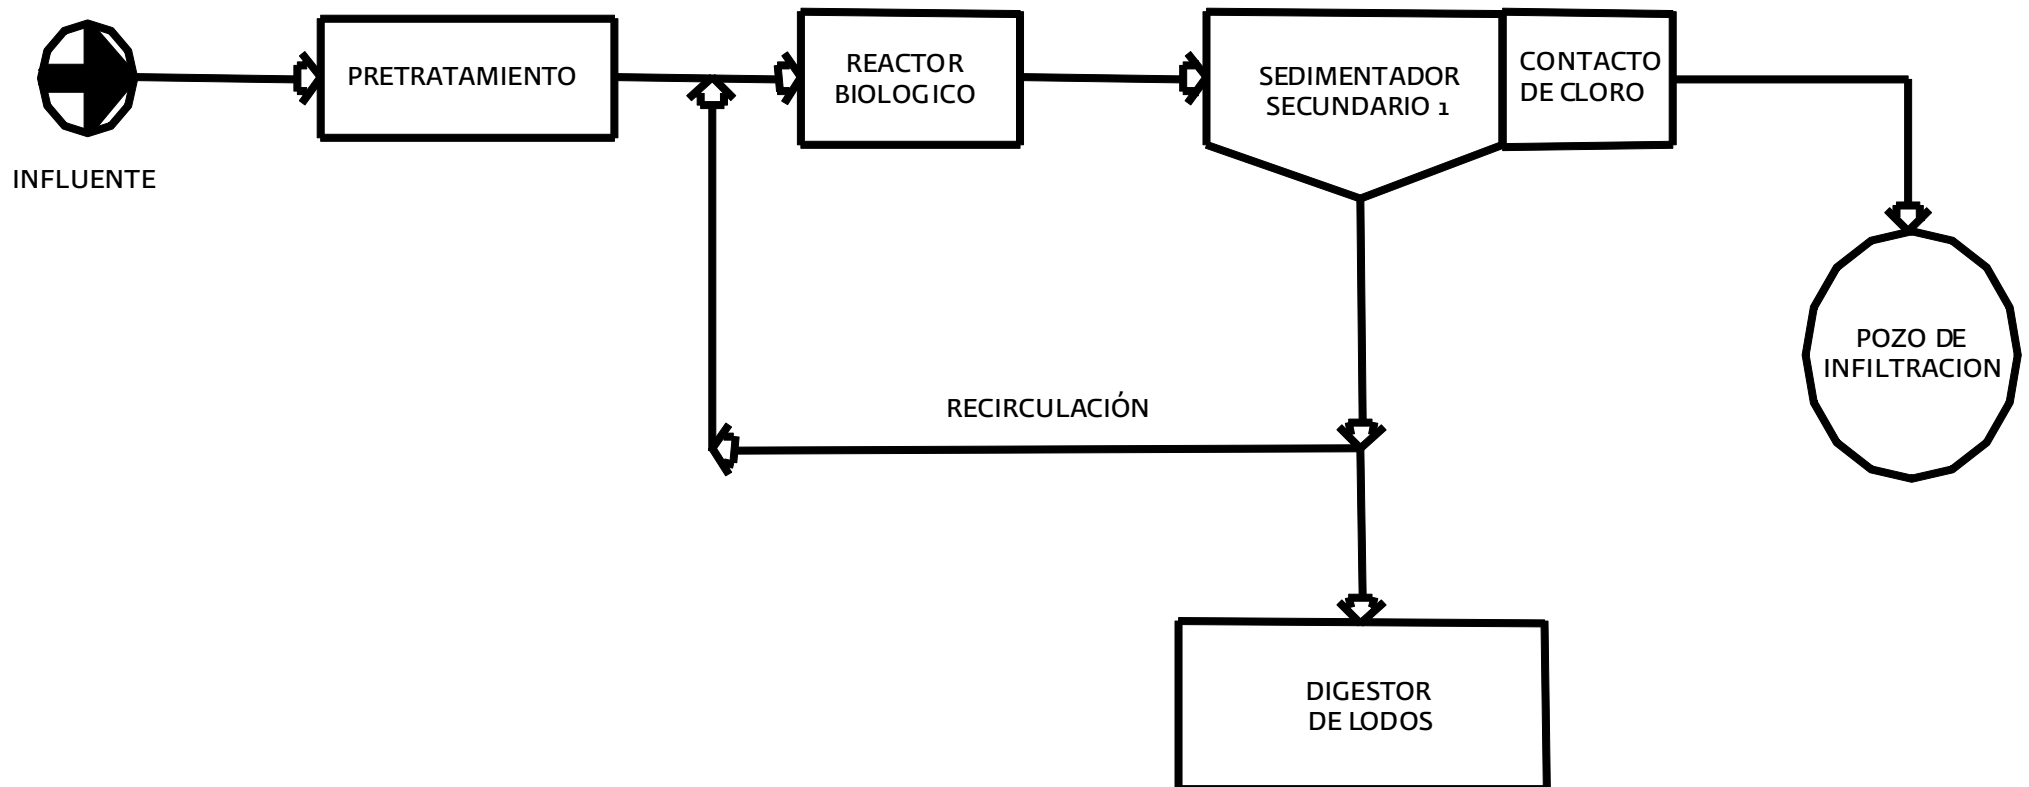 INFLUENTE
PRETRATAMIENTO
REACTOR
BIOLOGICO
SEDIMENTADOR
SECUNDARIO 1
CONTACTO
DE CLORO
POZO DE
INFILTRACION
RECIRCULACIÓN
DIGESTOR
DE LODOS